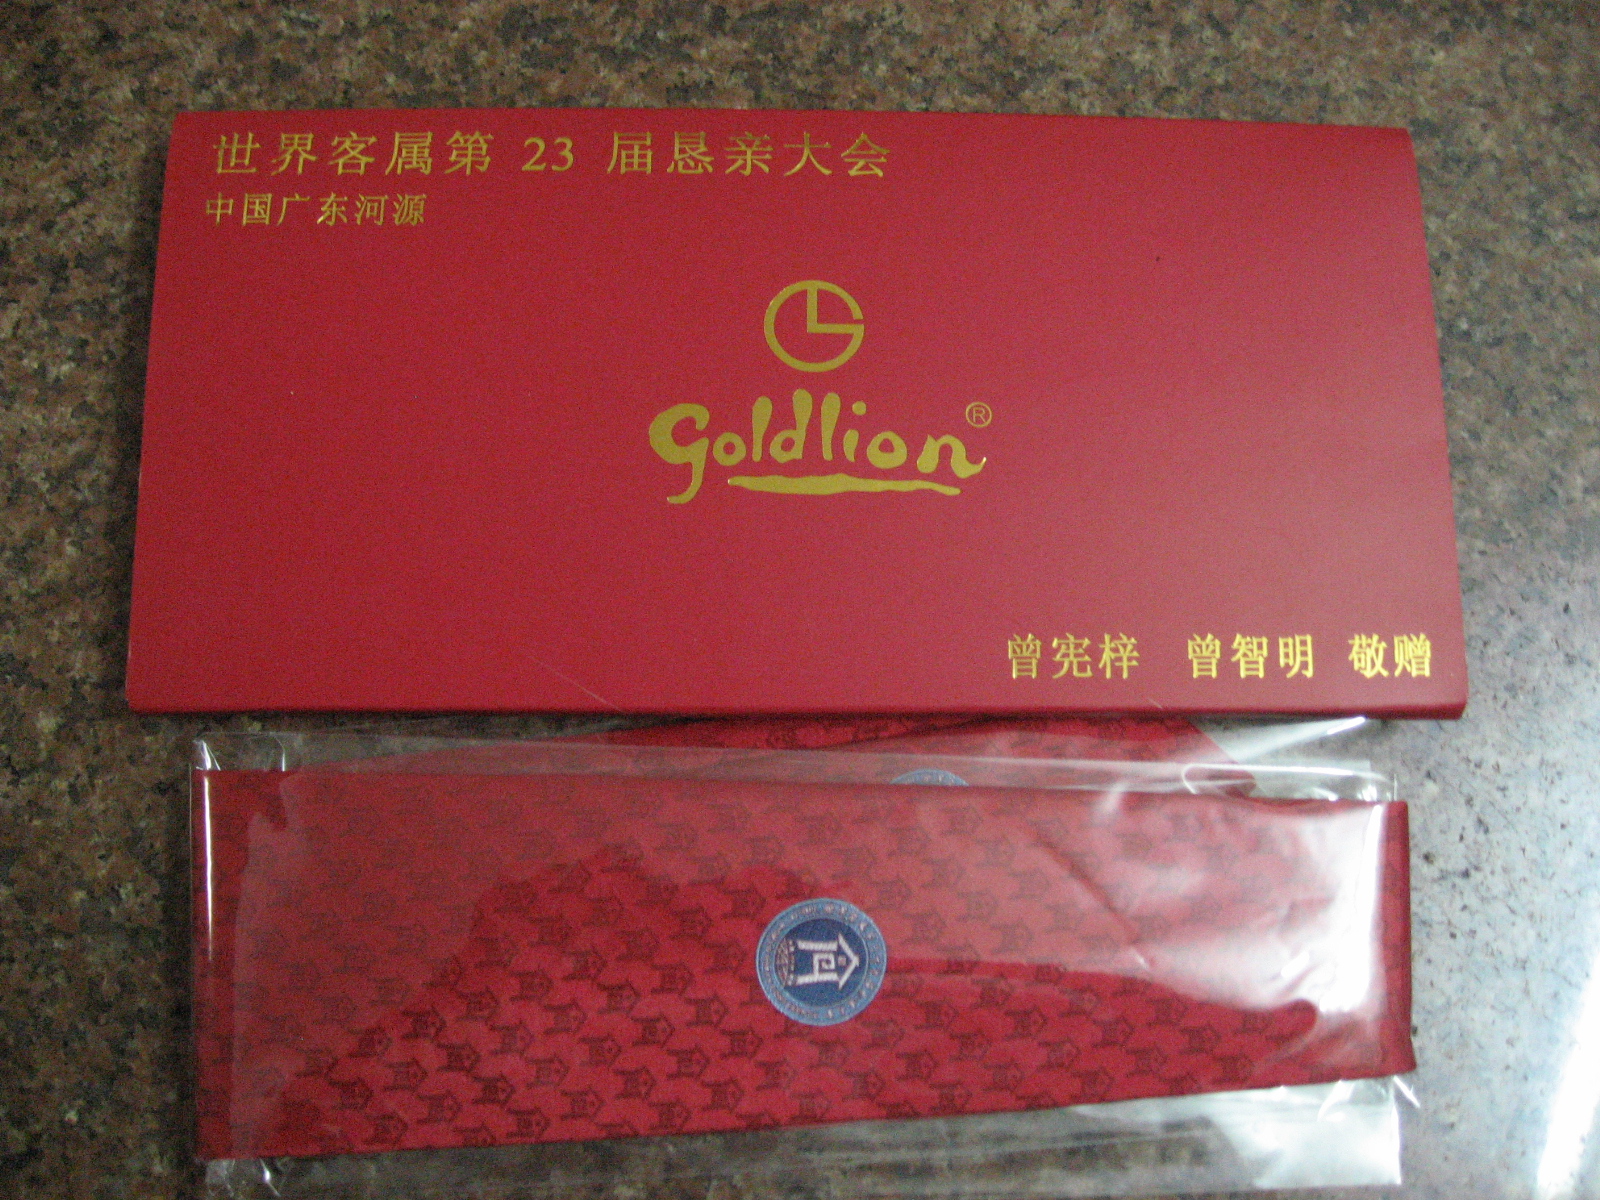 世界客属第 23 届恳亲大会
中国广东河源
Goldlion®
曾宪梓 曾智明 敬赠